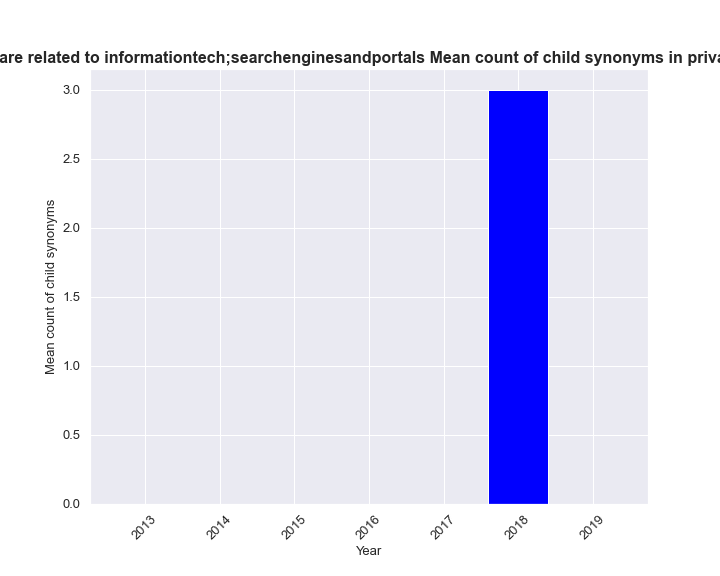 are related to informationtech;searchenginesandportals Mean count of child synonyms in priva
3.0
2.5
2.0
1.5
1.0
0.5
0.0
Mean count of child synonyms
2013 2014 2015 2016 2017 2018 2019
Year